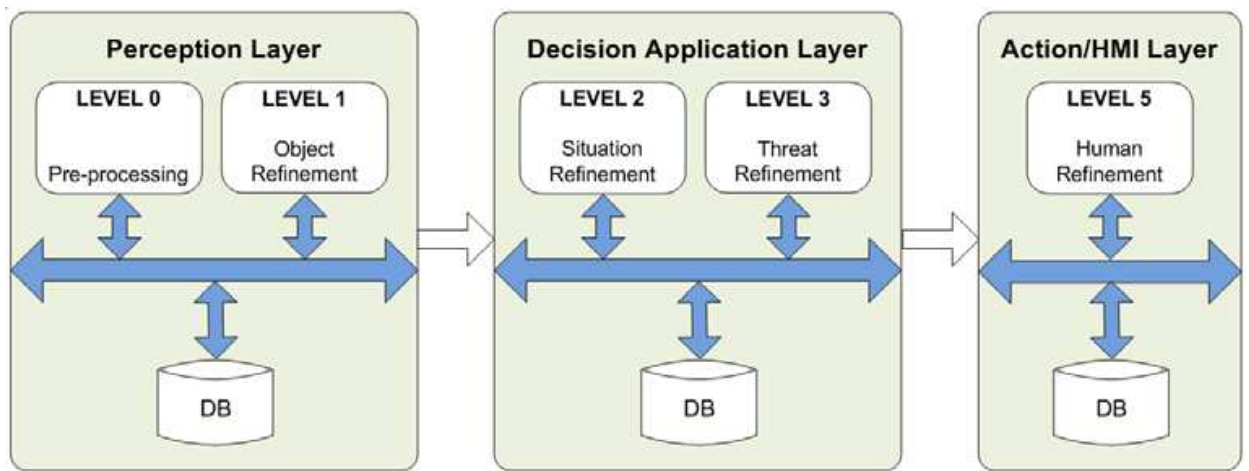 Perception Layer
LEVEL 0
Pre-processing
LEVEL 1
Object
Refinement
DB
Decision Application Layer
LEVEL 2
Situation
Refinement
LEVEL 3
Threat
Refinement
DB
Action/HMI Layer
LEVEL 5
Human
Refinement
DB